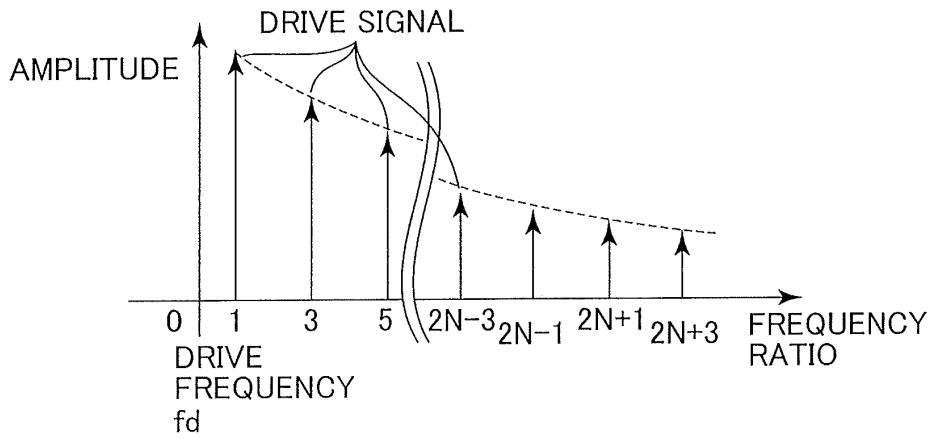 DRIVE SIGNAL
AMPLITUDE
0
1
3
5
2N−3
2N−1
2N+1
2N+3
FREQUENCY
RATIO
DRIVE
FREQUENCY
fd